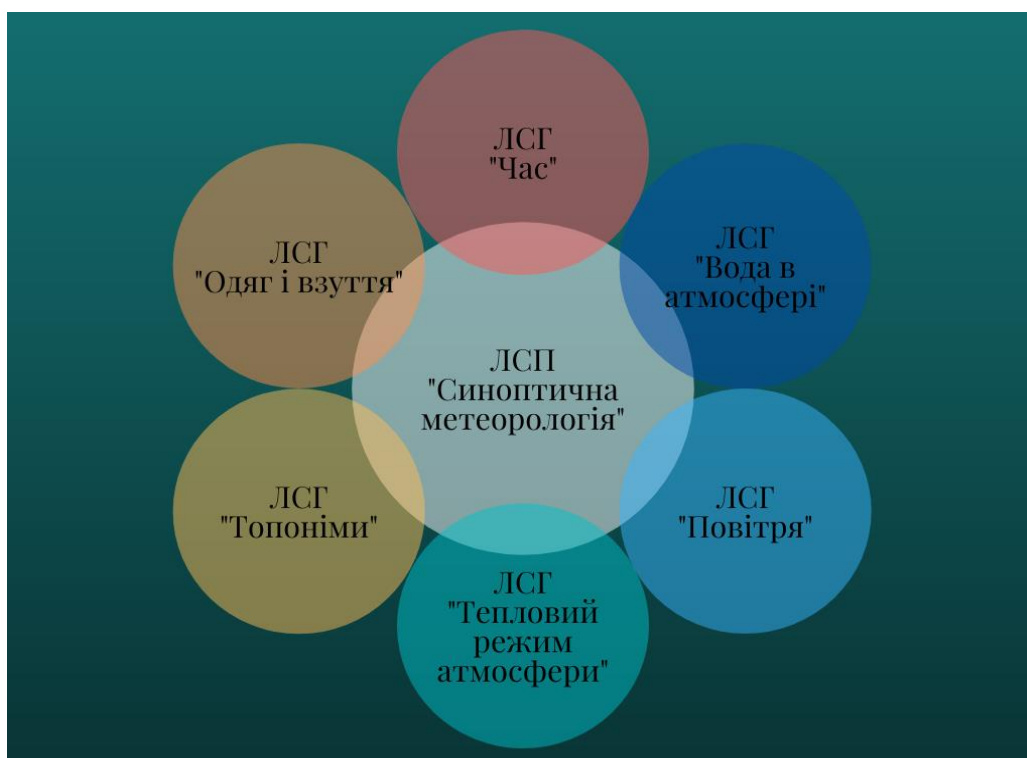 ЛСГ
"Час"
ЛСГ
"Одяг і взуття"
ЛСГ
"Вода в
атмосфері"
ЛСП
"Синоптична
метеорологія"
ЛСГ
"Топоніми"
ЛСГ
"Повітря"
ЛСГ
"Тепловий
режим
атмосфери"